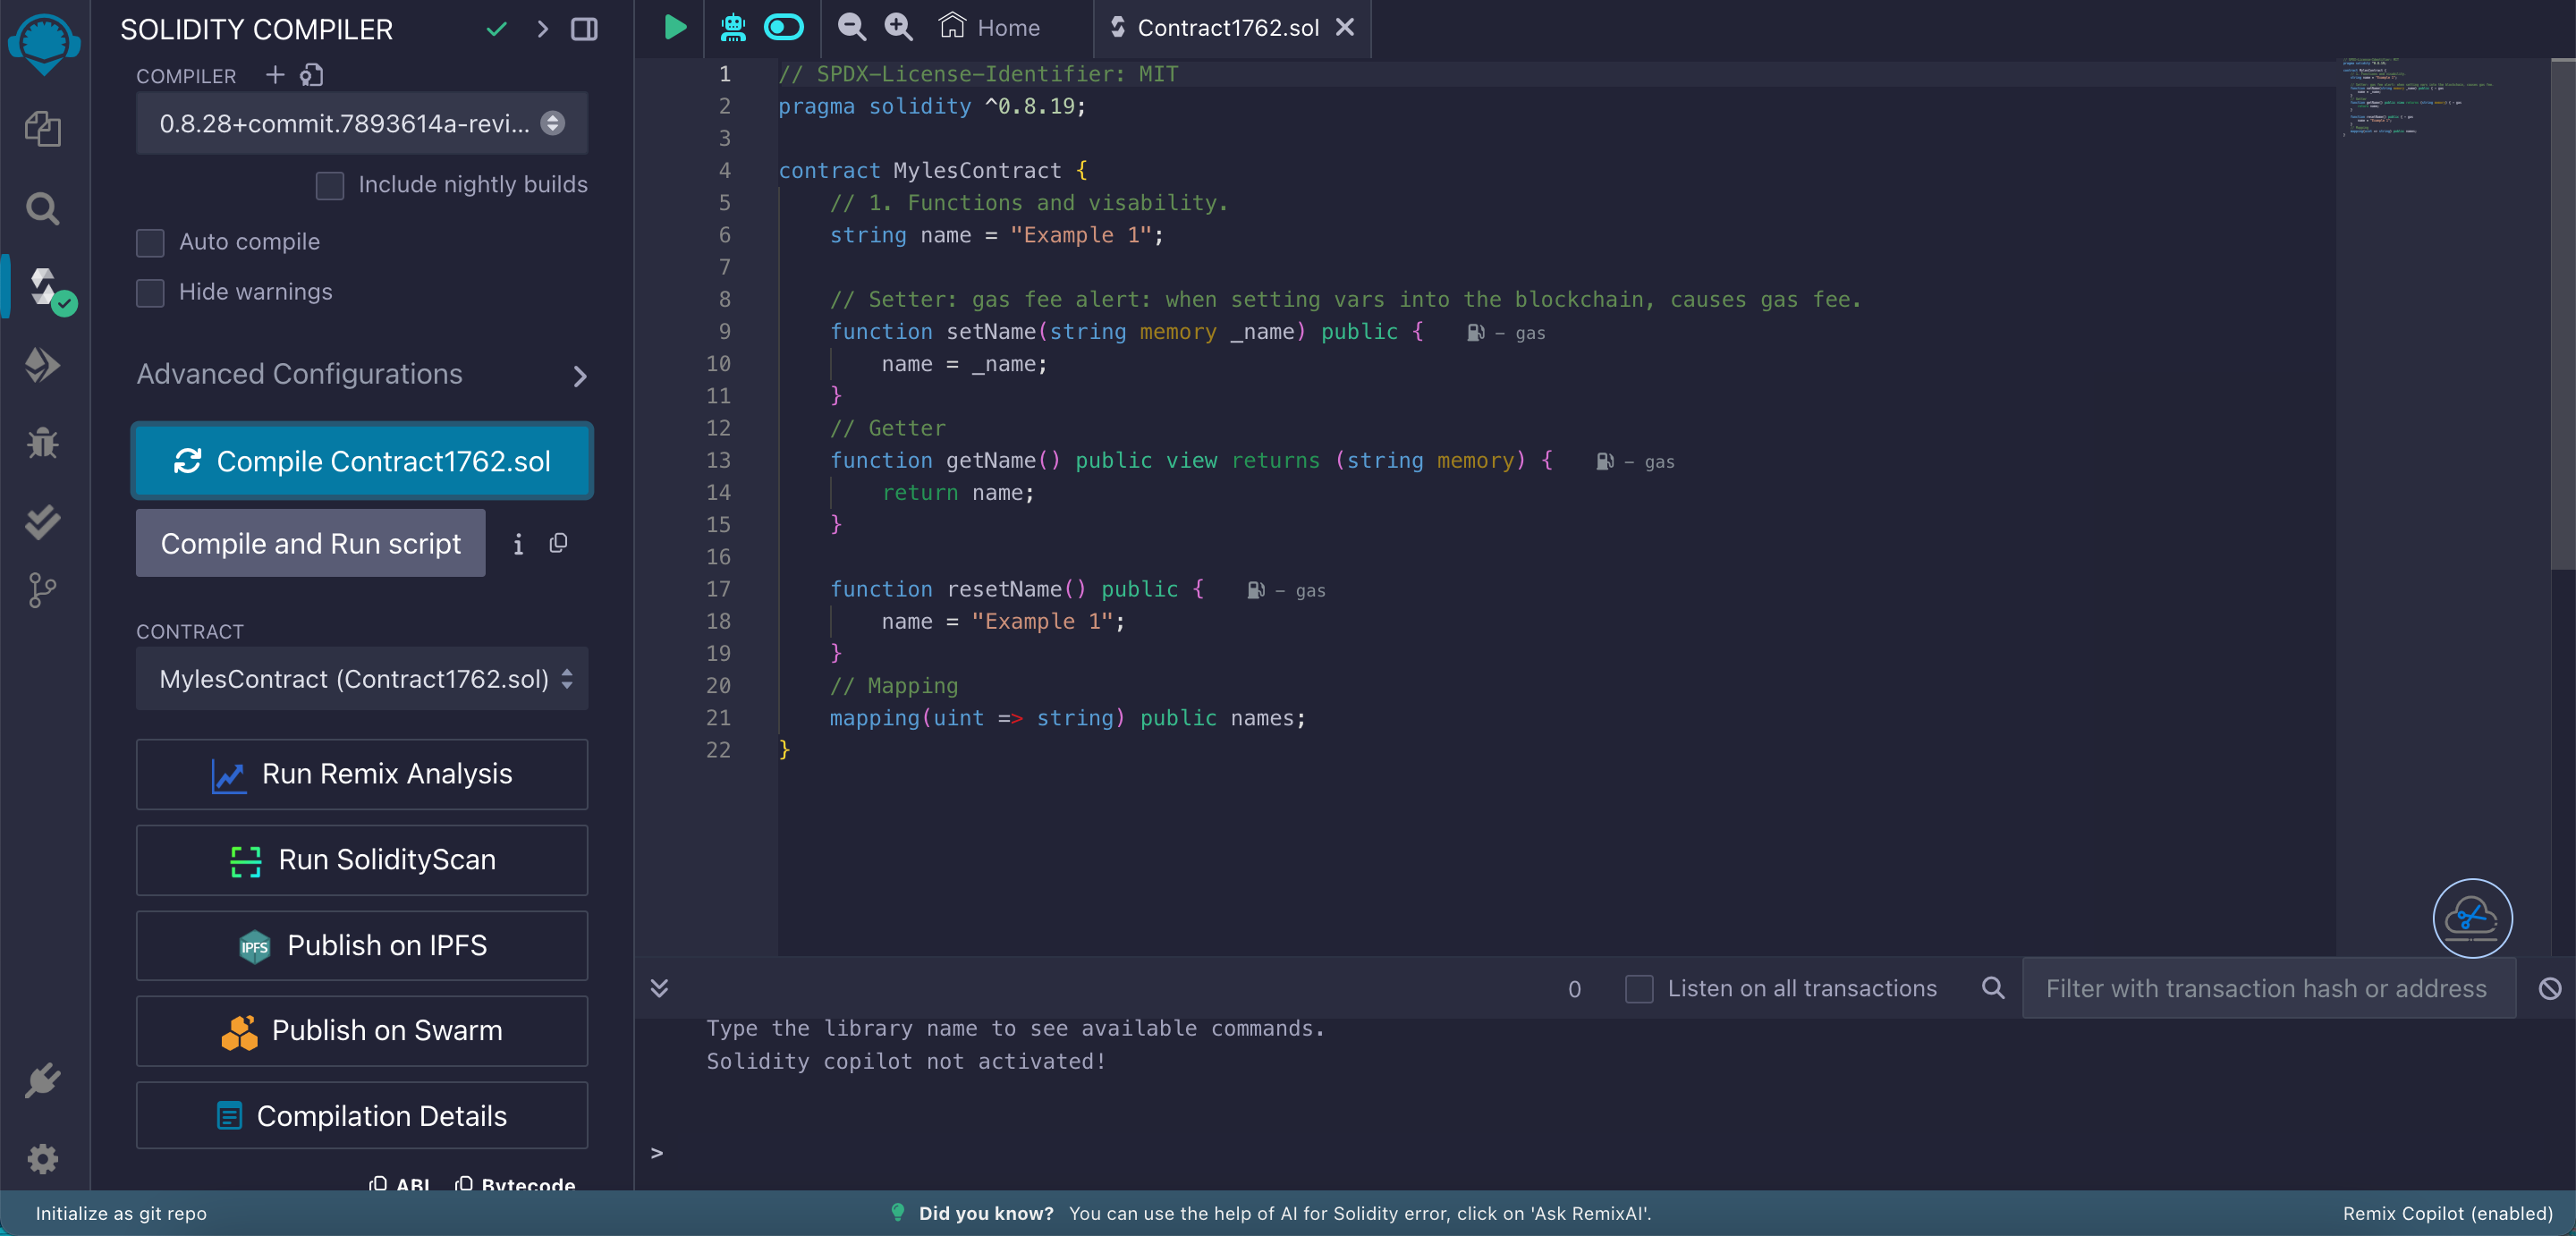 SOLIDITY COMPILER
COMPILER
0.8.28+commit.7893614a-revi...
Include nightly builds
Auto compile
Hide warnings
Advanced Configurations
Compile Contract1762.sol
Compile and Run script
i
CONTRACT
MylesContract (Contract1762.sol)
Run Remix Analysis
Run SolidityScan
IPFS Publish on IPFS
Publish on Swarm
Compilation Details
ABI Bytecode
Home
Contract1762.sol
1 // SPDX-License-Identifier: MIT
2 pragma solidity ^0.8.19;
3
4 contract MylesContract {
5 // 1. Functions and visability.
6 string name = "Example 1";
7
8 // Setter: gas fee alert: when setting vars into the blockchain, causes gas fee.
9 function setName(string memory _name) public { - gas
10 name = _name;
11 }
12 // Getter
13 function getName() public view returns (string memory) { - gas
14 return name;
15 }
16
17 function resetName() public { - gas
18 name = "Example 1";
19 }
20 // Mapping
21 mapping(uint => string) public names;
22 }
0
Listen on all transactions
Filter with transaction hash or address
Type the library name to see available commands.
Solidity copilot not activated!
>
Initialize as git repo
Did you know? You can use the help of AI for Solidity error, click on 'Ask RemixAI'.
Remix Copilot (enabled)